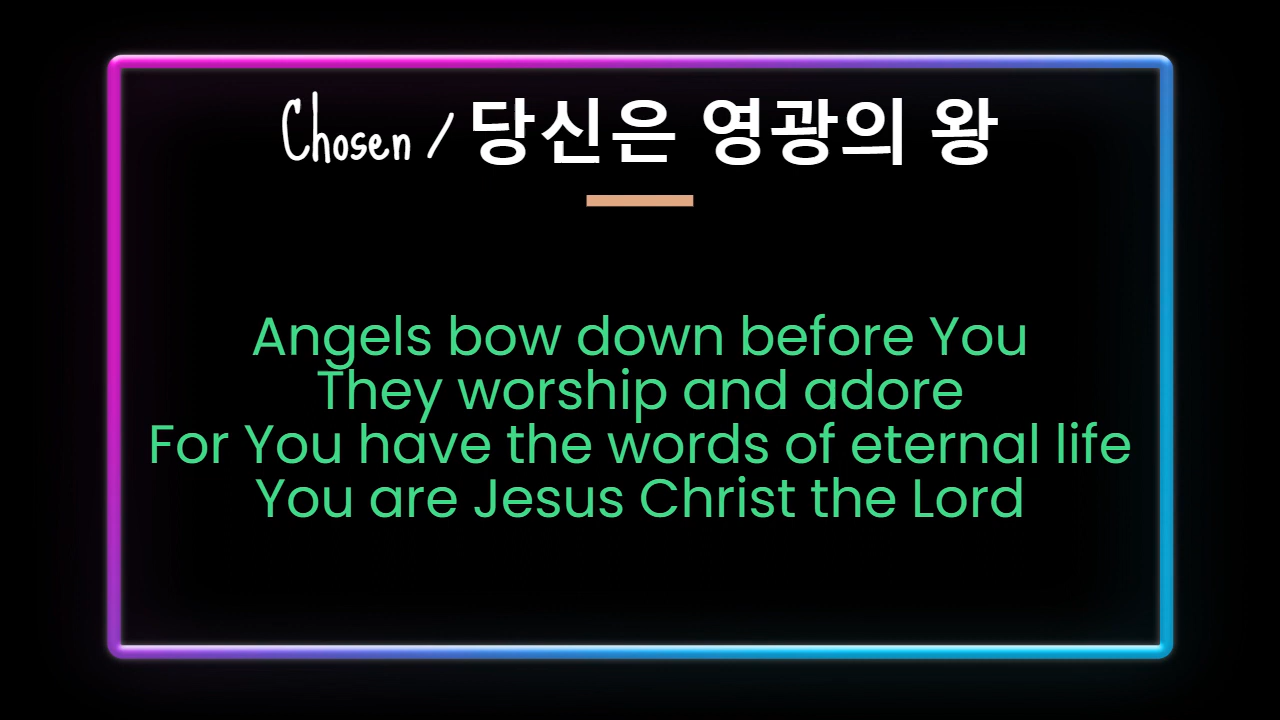 Chosen / 당신은 영광의 왕
Angels bow down before You
They worship and adore
For You have the words of eternal life
You are Jesus Christ the Lord